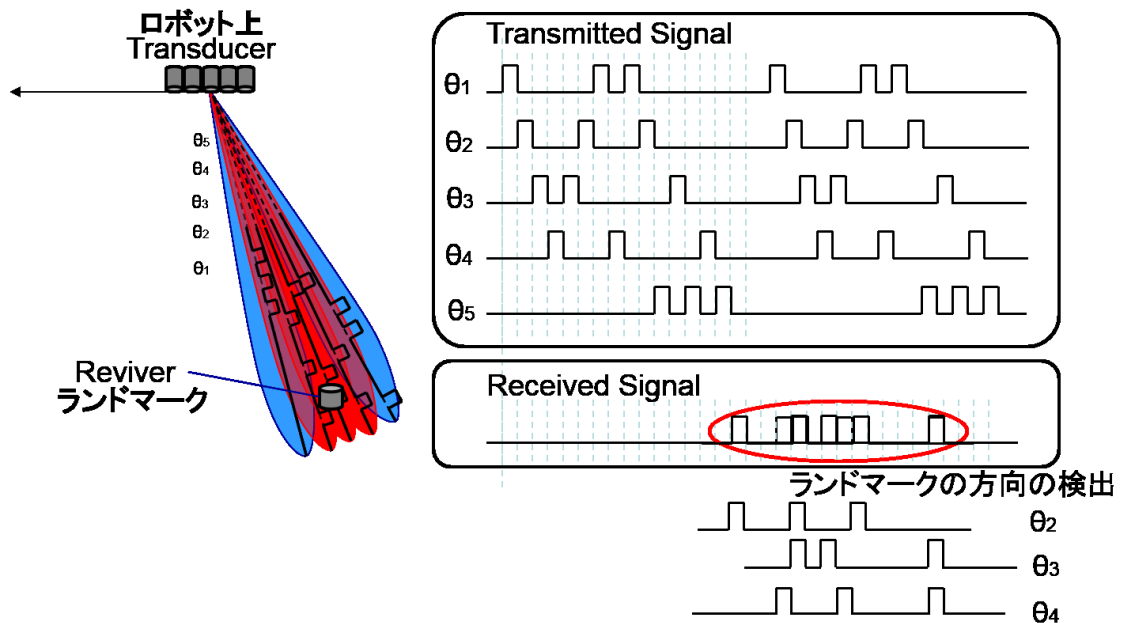 ロボット上
Transducer
θ5
θ4
θ3
θ2
θ1
Reviver
ランドマーク
Transmitted Signal
θ1
θ2
θ3
θ4
θ5
Received Signal
ランドマークの方向の検出
θ2
θ3
θ4